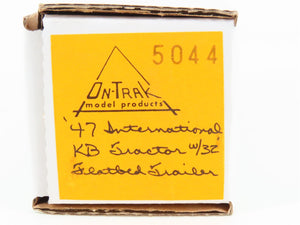 5044
ON-TRAK
model products
'47 International
KB Tractor w/32'
Flatbed Trailer